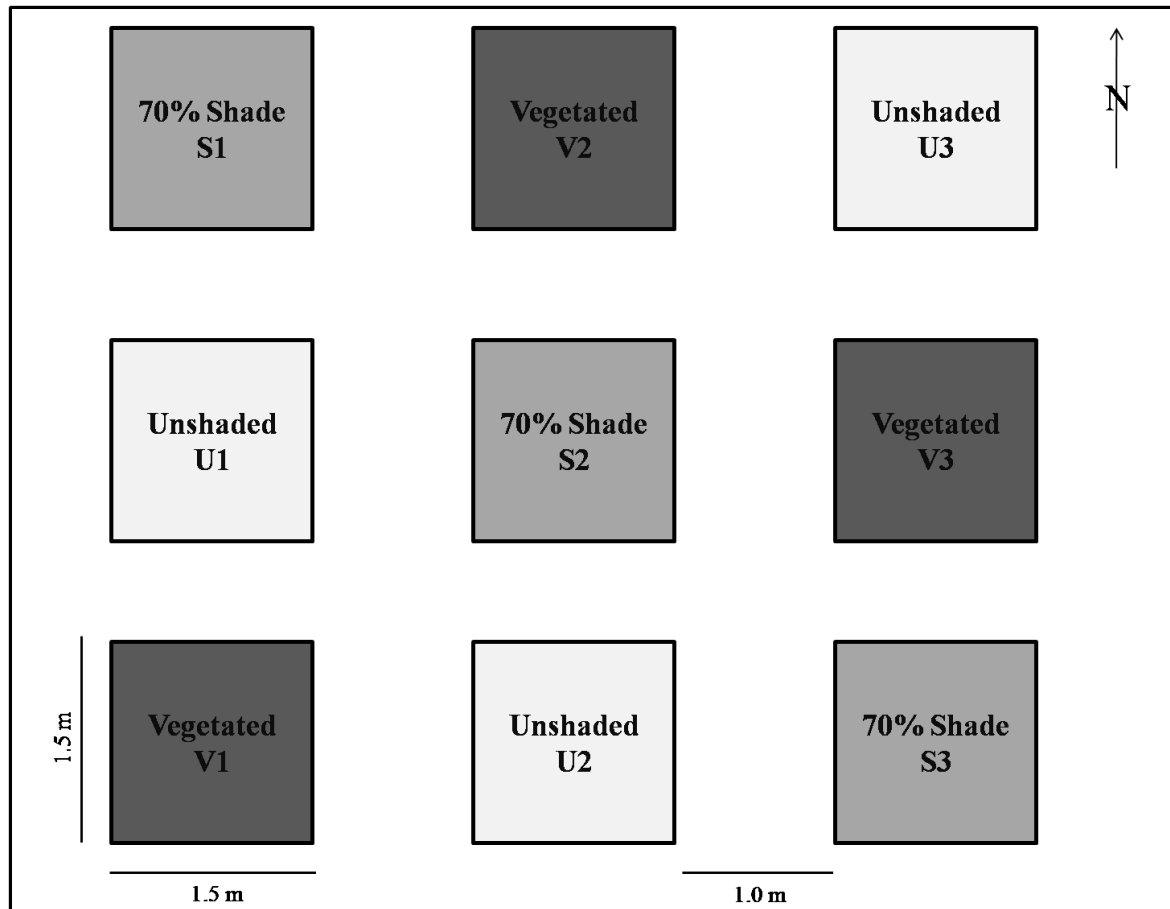 70% Shade
S1
Vegetated
V2
Unshaded
U3
N
Unshaded
U1
70% Shade
S2
Vegetated
V3
Vegetated
V1
Unshaded
U2
70% Shade
S3
1.5 m
1.5 m
1.0 m